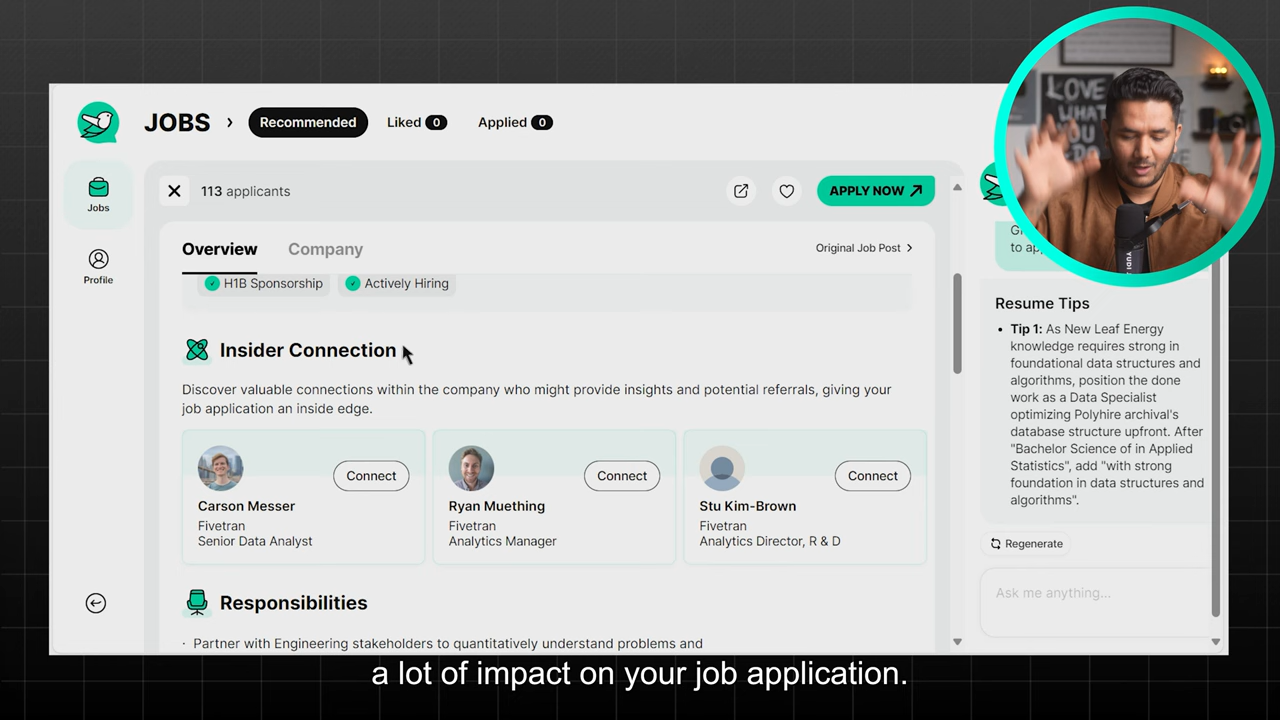 JOBS
Recommended
Liked 0
Applied 0
Jobs
Profile
113 applicants
APPLY NOW
Overview
Company
Original Job Post
H1B Sponsorship
Actively Hiring
Insider Connection
Discover valuable connections within the company who might provide insights and potential referrals, giving your
job application an inside edge.
Connect
Carson Messer
Fivetran
Senior Data Analyst
Connect
Ryan Muething
Fivetran
Analytics Manager
Connect
Stu Kim-Brown
Fivetran
Analytics Director, R & D
Responsibilities
· Partner with Engineering stakeholders to quantitatively understand problems and
LOVE
WHAT
YOU
DO
to
Resume Tips
• Tip 1: As New Leaf Energy
knowledge requires strong in
foundational data structures and
algorithms, position the done
work as a Data Specialist
optimizing Polyhire archival's
database structure upfront. After
"Bachelor Science of in Applied
Statistics", add "with strong
foundation in data structures and
algorithms".
Regenerate
Ask me anything...
a lot of impact on your job application.